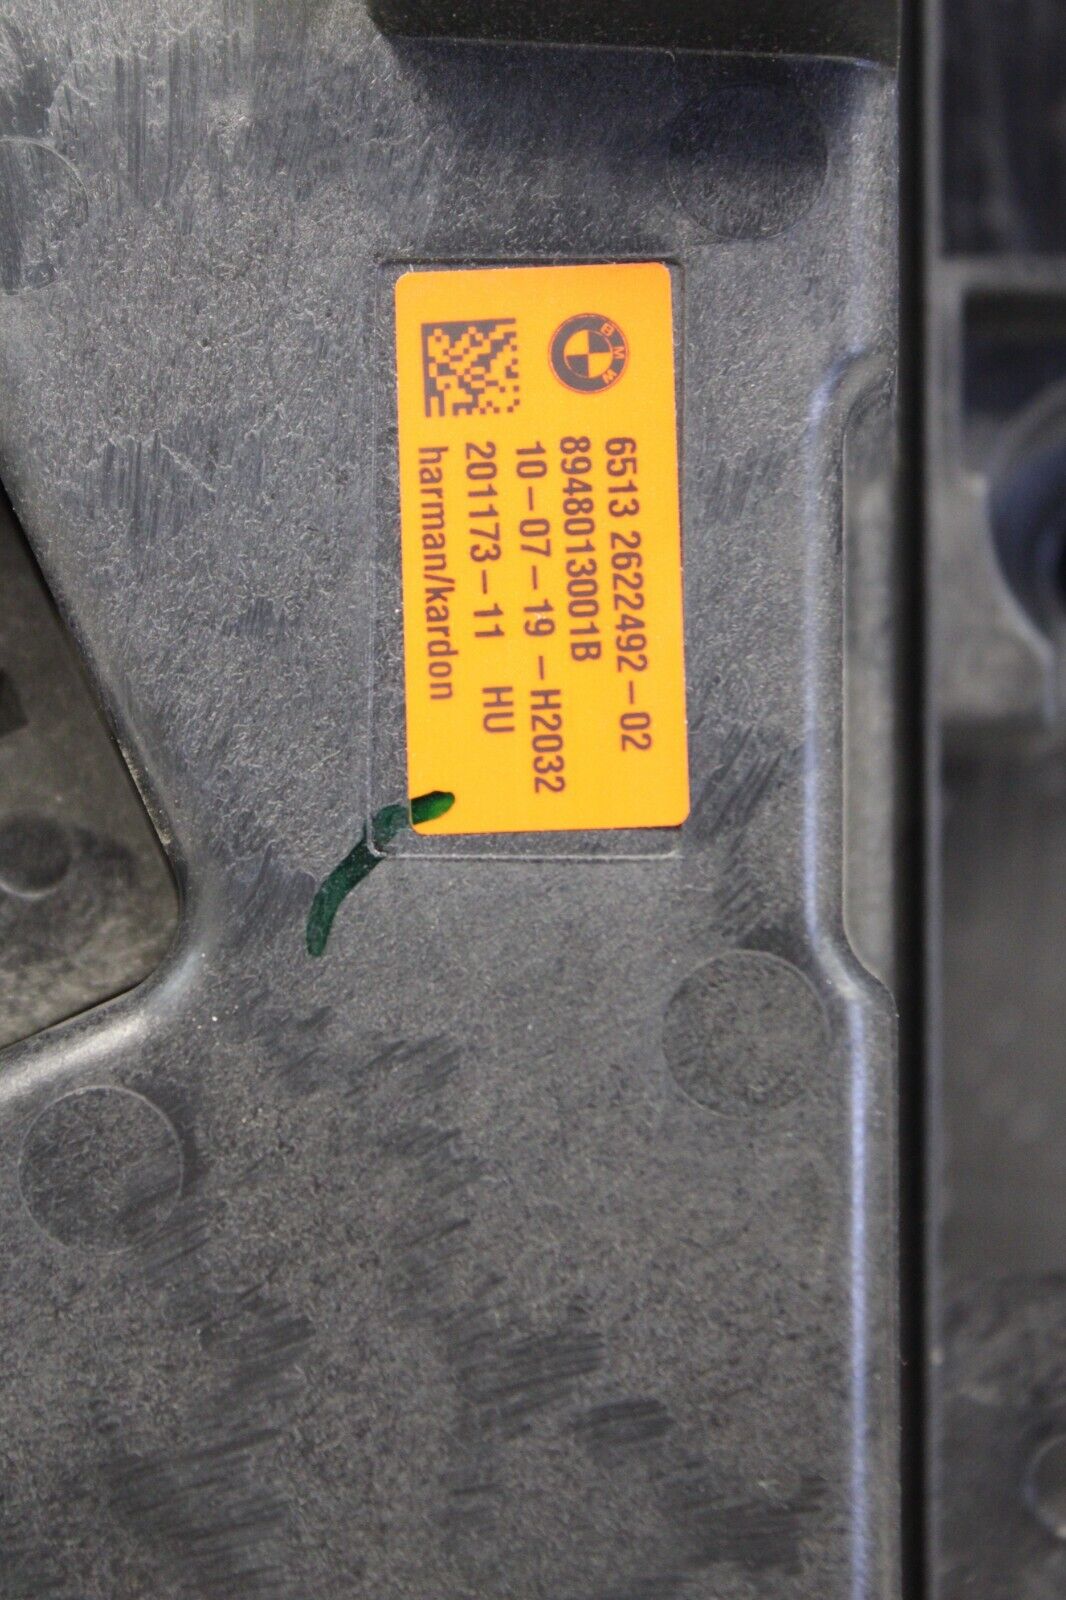 BMW
6513 2622492-02
8948013001B
10-07-19-H2032
201173-11 HU
harman/kardon